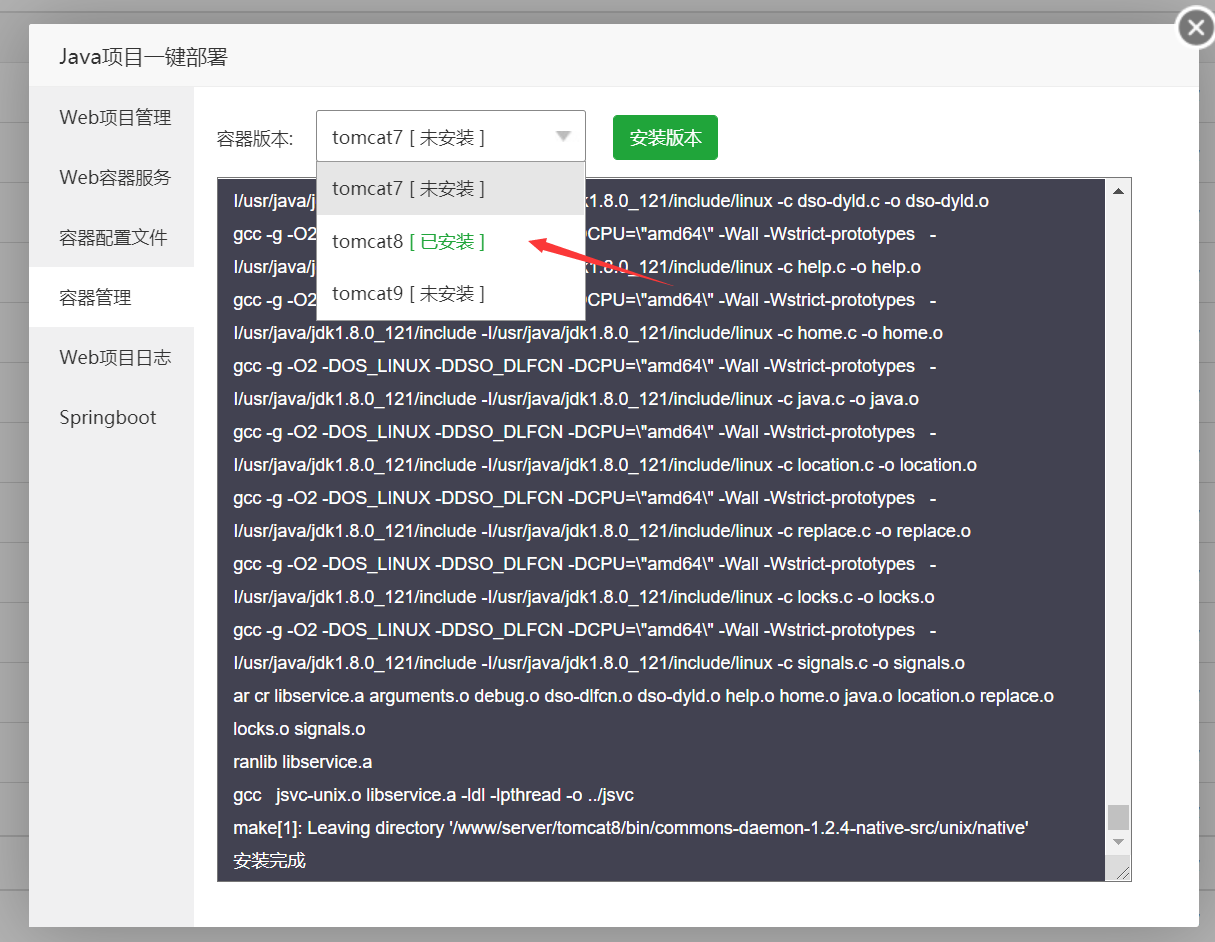 Java项目一键部署
Web项目管理
Web容器服务
容器配置文件
容器管理
Web项目日志
Springboot
容器版本:
tomcat7 [ 未安装 ]
安装版本
tomcat7 [ 未安装 ]
tomcat8 [ 已安装 ]
tomcat9 [ 未安装 ]
I/usr/java/j k1.8.0_121/include/linux -c dso-dyld.c -o dso-dyld.o
gcc -g -O2 DCPU=\"amd64\" -Wall -Wstrict-prototypes -
I/usr/java/j k1.8.0_121/include/linux -c help.c -o help.o
gcc -g -O2 DCPU=\"amd64\" -Wall -Wstrict-prototypes -
I/usr/java/jdk1.8.0_121/include -I/usr/java/jdk1.8.0_121/include/linux -c home.c -o home.o
gcc -g -O2 -DOS_LINUX -DDSO_DLFCN -DCPU=\"amd64\" -Wall -Wstrict-prototypes -
I/usr/java/jdk1.8.0_121/include -I/usr/java/jdk1.8.0_121/include/linux -c java.c -o java.o
gcc -g -O2 -DOS_LINUX -DDSO_DLFCN -DCPU=\"amd64\" -Wall -Wstrict-prototypes -
I/usr/java/jdk1.8.0_121/include -I/usr/java/jdk1.8.0_121/include/linux -c location.c -o location.o
gcc -g -O2 -DOS_LINUX -DDSO_DLFCN -DCPU=\"amd64\" -Wall -Wstrict-prototypes -
I/usr/java/jdk1.8.0_121/include -I/usr/java/jdk1.8.0_121/include/linux -c replace.c -o replace.o
gcc -g -O2 -DOS_LINUX -DDSO_DLFCN -DCPU=\"amd64\" -Wall -Wstrict-prototypes -
I/usr/java/jdk1.8.0_121/include -I/usr/java/jdk1.8.0_121/include/linux -c locks.c -o locks.o
gcc -g -O2 -DOS_LINUX -DDSO_DLFCN -DCPU=\"amd64\" -Wall -Wstrict-prototypes -
I/usr/java/jdk1.8.0_121/include -I/usr/java/jdk1.8.0_121/include/linux -c signals.c -o signals.o
ar cr libservice.a arguments.o debug.o dso-dlfcn.o dso-dyld.o help.o home.o java.o location.o replace.o
locks.o signals.o
ranlib libservice.a
gcc jsvc-unix.o libservice.a -ldl -lpthread -o ../jsvc
make[1]: Leaving directory '/www/server/tomcat8/bin/commons-daemon-1.2.4-native-src/unix/native'
安装完成